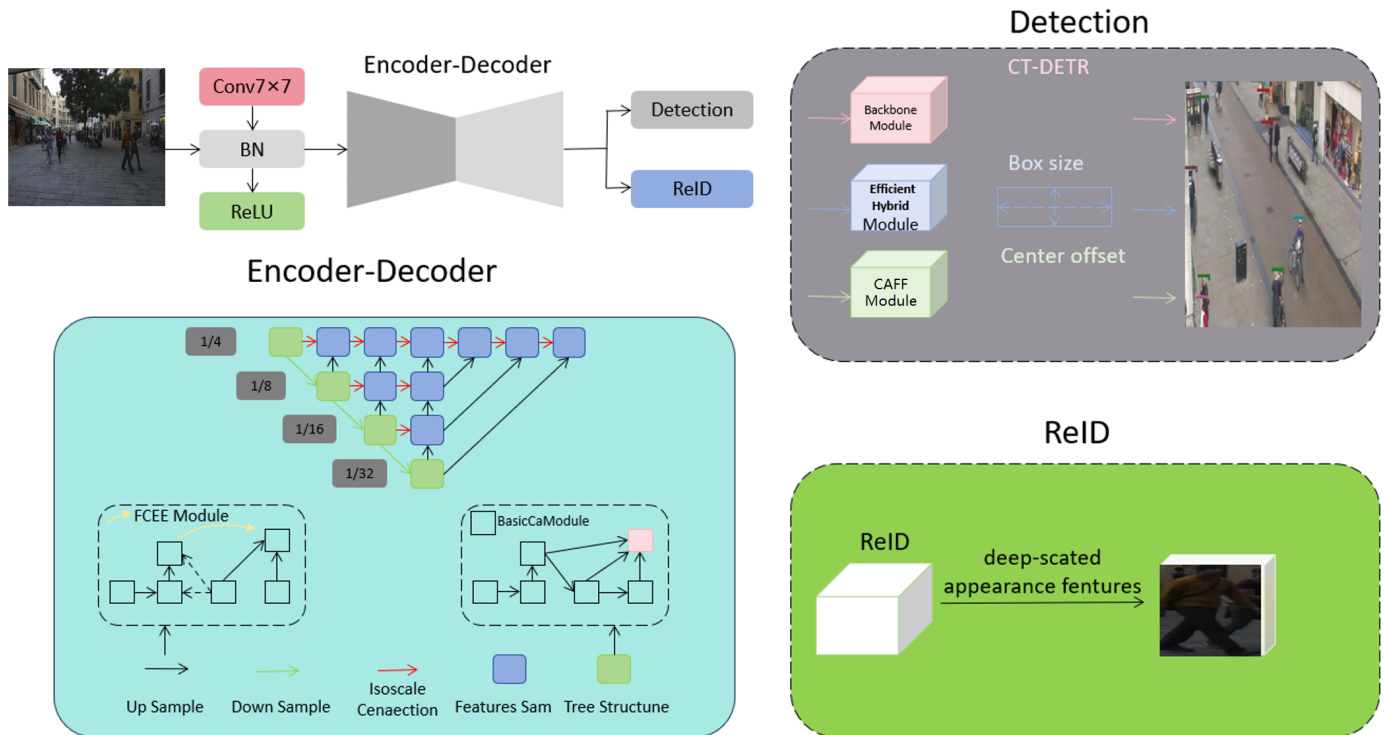 Conv7×7
BN
ReLU
Encoder-Decoder
Detection
ReID
Detection
CT-DETR
Backbone
Module
Efficient
Hybrid
Module
Box size
CAFF
Module
Center offset
Encoder-Decoder
1/4
1/8
1/16
1/32
FCEE Module
BasicCaModule
Up Sample
Down Sample
Isoscale
Cenaection
Features Sam
Tree Structune
ReID
ReID
deep-scated
appearance fentures